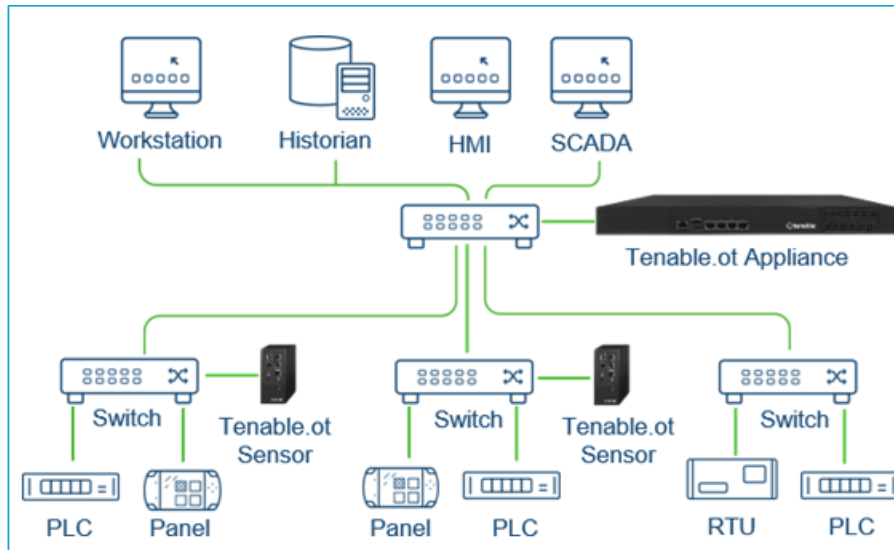 Workstation
Historian
HMI
SCADA
tenable
Tenable.ot Appliance
Switch
Tenable.ot
Sensor
Switch
Tenable.ot
Sensor
Switch
PLC
Panel
Panel
PLC
RTU
PLC